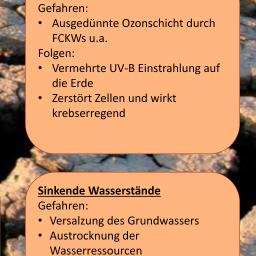 Gefahren:
• Ausgedünnte Ozonschicht durch
FCKWs u.a.
Folgen:
• Vermehrte UV-B Einstrahlung auf
die Erde
• Zerstört Zellen und wirkt
krebserregend
Sinkende Wasserstände
Gefahren:
• Versalzung des Grundwassers
• Austrocknung der
Wasserressourcen